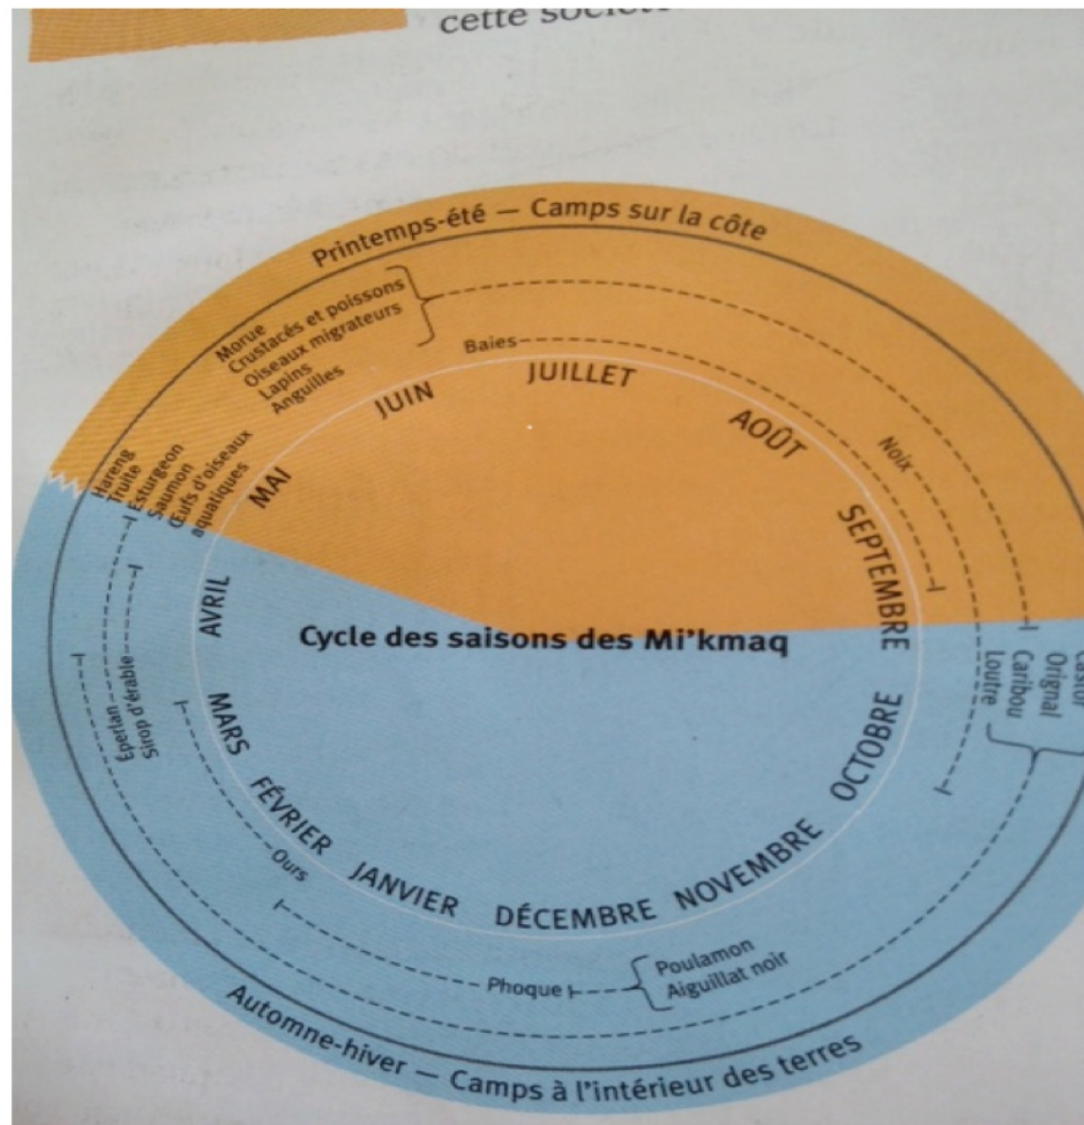 cette société
Printemps-été — Camps sur la côte
Morue
Crustacés et poissons
Oiseaux migrateurs
Lapins
Anguilles
Baies
Noix
Hareng
Truite
Esturgeon
Saumon
Œufs d'oiseaux
aquatiques
MAI
JUIN
JUILLET
AOÛT
SEPTEMBRE
Cycle des saisons des Mi'kmaq
AVRIL
MARS
FÉVRIER
JANVIER
DÉCEMBRE
NOVEMBRE
OCTOBRE
Castor
Orignal
Caribou
Loutre
Éperlan
Sirop d'érable
Ours
Phoque
Poulamon
Aiguillat noir
Automne-hiver — Camps à l'intérieur des terres